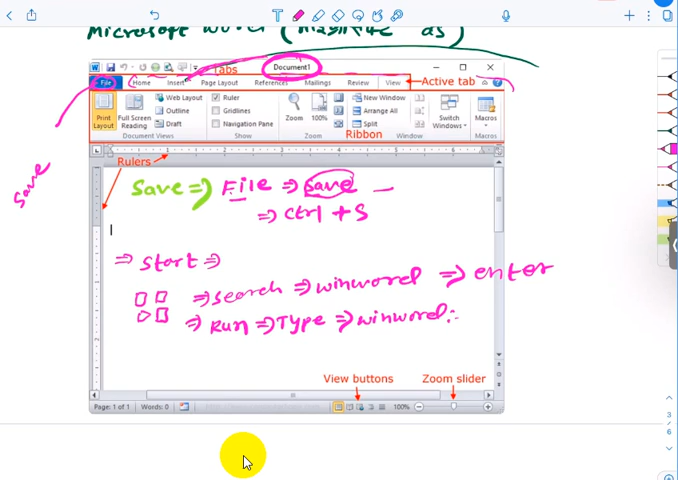 Microsoft Word (
as )
Document1
Tabs
File Home Insert Page Layout References Mailings Review View
Active tab
Print Layout
Full Screen Reading
Web Layout
Outline
Draft
Document Views
Ruler
Gridlines
Navigation Pane
Show
Zoom
100%
Zoom
New Window
Arrange All
Split
Window
Switch Windows
Macros
Macros
Ribbon
Rulers
save
Save => File => save —
=> ctrl + S
=> start =>
=> search => winword => enter
=> Run => Type => winword:-
View buttons
Zoom slider
Page: 1 of 1 Words: 0
100%
3
6